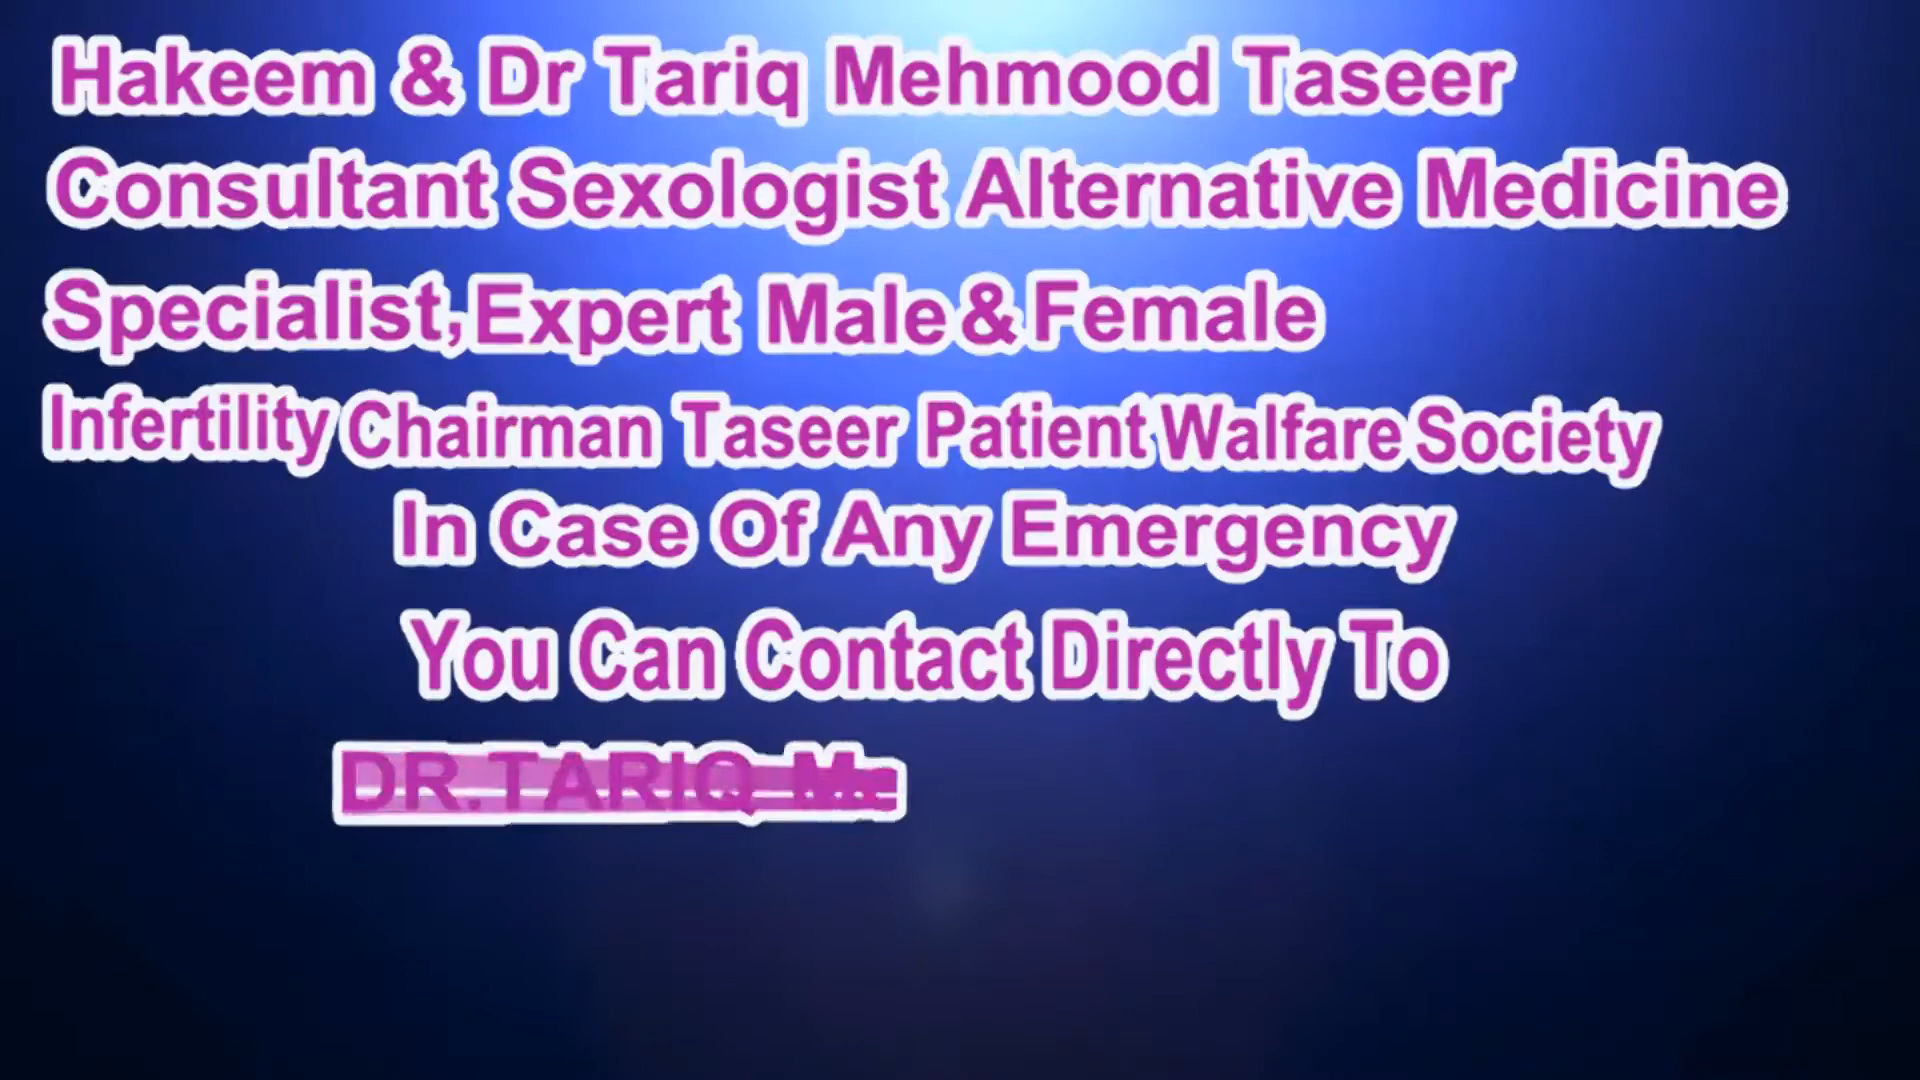 Hakeem & Dr Tariq Mehmood Taseer
Consultant Sexologist Alternative Medicine
Specialist, Expert Male & Female
Infertility Chairman Taseer Patient Walfare Society
In Case Of Any Emergency
You Can Contact Directly To
DR.TARIQ